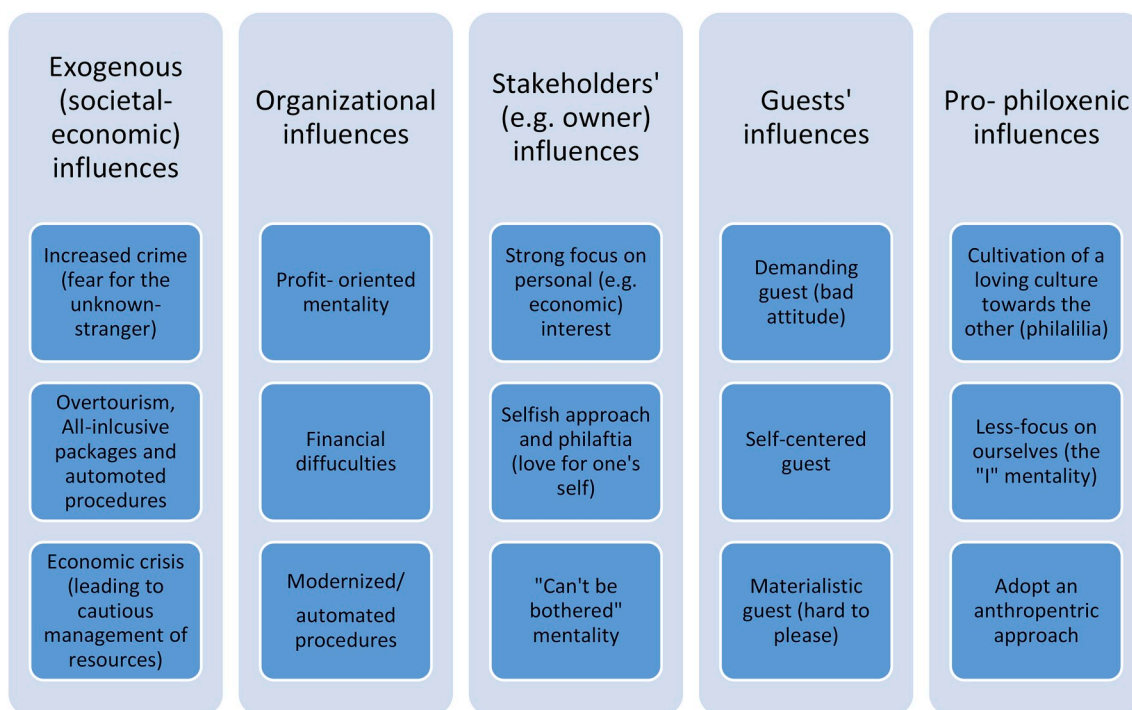 Exogenous
(societal-
economic)
influences
Increased crime
(fear for the
unknown-
stranger)
Overtourism,
All-inlcusive
packages and
automoted
procedures
Economic crisis
(leading to
cautious
management of
resources)
Organizational
influences
Profit- oriented
mentality
Financial
diffuculties
Modernized/
automated
procedures
Stakeholders'
(e.g. owner)
influences
Strong focus on
personal (e.g.
economic)
interest
Selfish approach
and philaftia
(love for one's
self)
"Can't be
bothered"
mentality
Guests'
influences
Demanding
guest (bad
attitude)
Self-centered
guest
Materialistic
guest (hard to
please)
Pro- philoxenic
influences
Cultivation of a
loving culture
towards the
other (philalilia)
Less-focus on
ourselves (the
"I" mentality)
Adopt an
anthropentric
approach